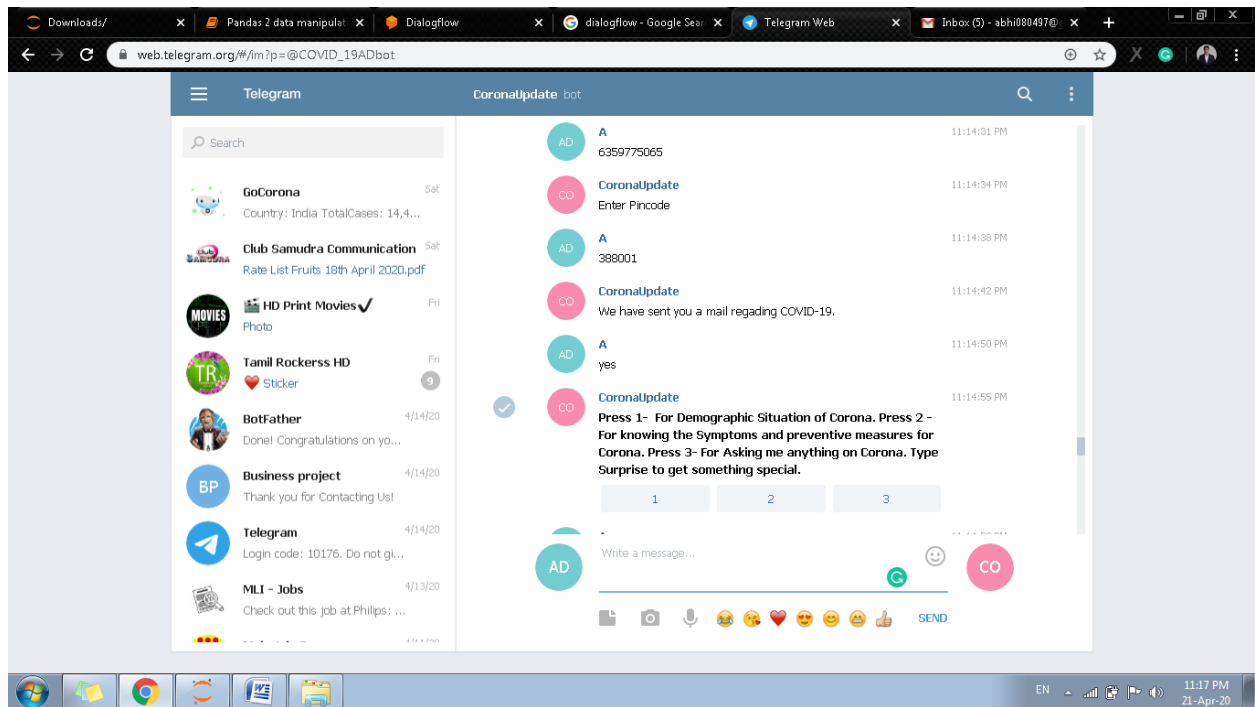 Downloads/
Pandas 2 data manipulat
Dialogflow
dialogflow - Google Sear
Telegram Web
Inbox (5) - abhi080497@
web.telegram.org/#/im?p=@COVID_19ADbot
Telegram
CoronaUpdate bot
Search
GoCorona Sat
Country: India TotalCases: 14,4...
Club Samudra Communication Sat
Rate List Fruits 18th April 2020.pdf
MOVIES
HD Print Movies✓ Fri
Photo
TR
Tamil Rockerss HD Fri
❤️ Sticker 9
BotFather 4/14/20
Done! Congratulations on yo...
BP
Business project 4/14/20
Thank you for Contacting Us!
Telegram 4/14/20
Login code: 10176. Do not gi...
MLI - Jobs 4/13/20
Check out this job at Philips: ...
AD
A 11:14:31 PM
6359775065
CO
CoronaUpdate 11:14:34 PM
Enter Pincode
AD
A 11:14:38 PM
388001
CO
CoronaUpdate 11:14:42 PM
We have sent you a mail regading COVID-19.
AD
A 11:14:50 PM
yes
CO
CoronaUpdate 11:14:55 PM
Press 1- For Demographic Situation of Corona. Press 2 -
For knowing the Symptoms and preventive measures for
Corona. Press 3- For Asking me anything on Corona. Type
Surprise to get something special.
1 2 3
AD
Write a message...
CO
SEND
EN
11:17 PM
21-Apr-20